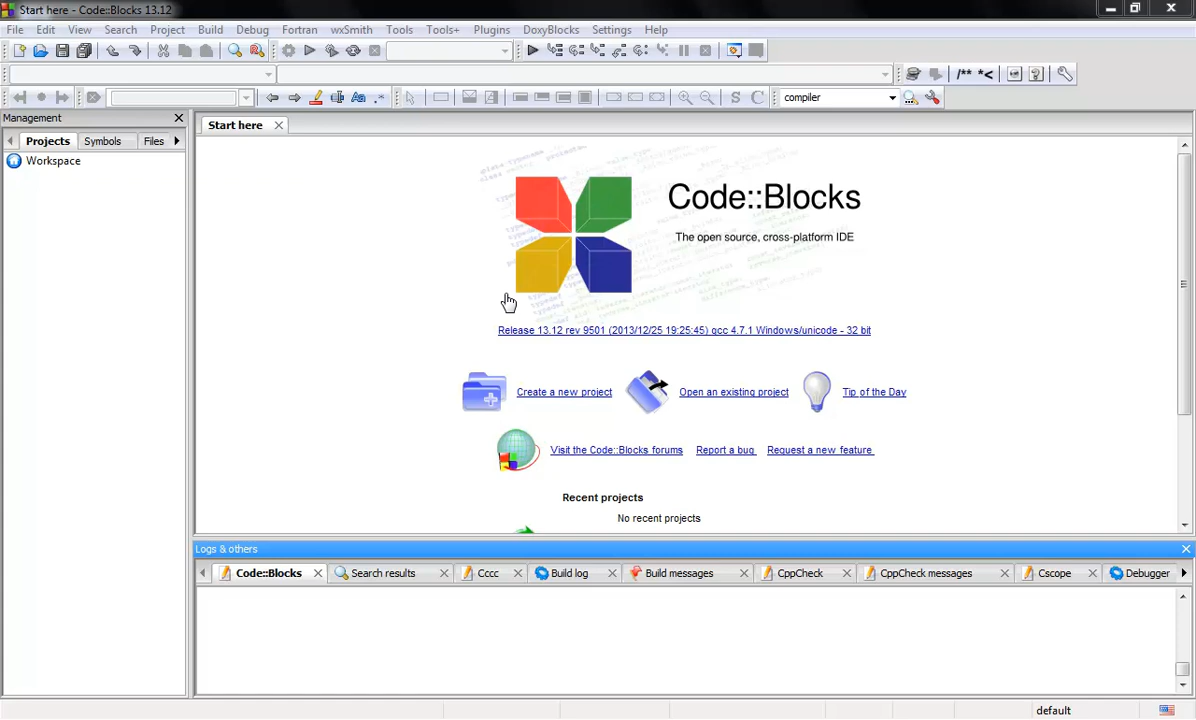 Start here - Code::Blocks 13.12
File Edit View Search Project Build Debug Fortran wxSmith Tools Tools+ Plugins DoxyBlocks Settings Help
/** *<
S C compiler
Management
Start here
Projects Symbols Files
Workspace
Code::Blocks
The open source, cross-platform IDE
Release 13.12 rev 9501 (2013/12/25 19:25:45) gcc 4.7.1 Windows/unicode - 32 bit
Create a new project Open an existing project Tip of the Day
Visit the Code::Blocks forums Report a bug Request a new feature
Recent projects
No recent projects
Logs & others
Code::Blocks Search results Cccc Build log Build messages CppCheck CppCheck messages Cscope Debugger
default